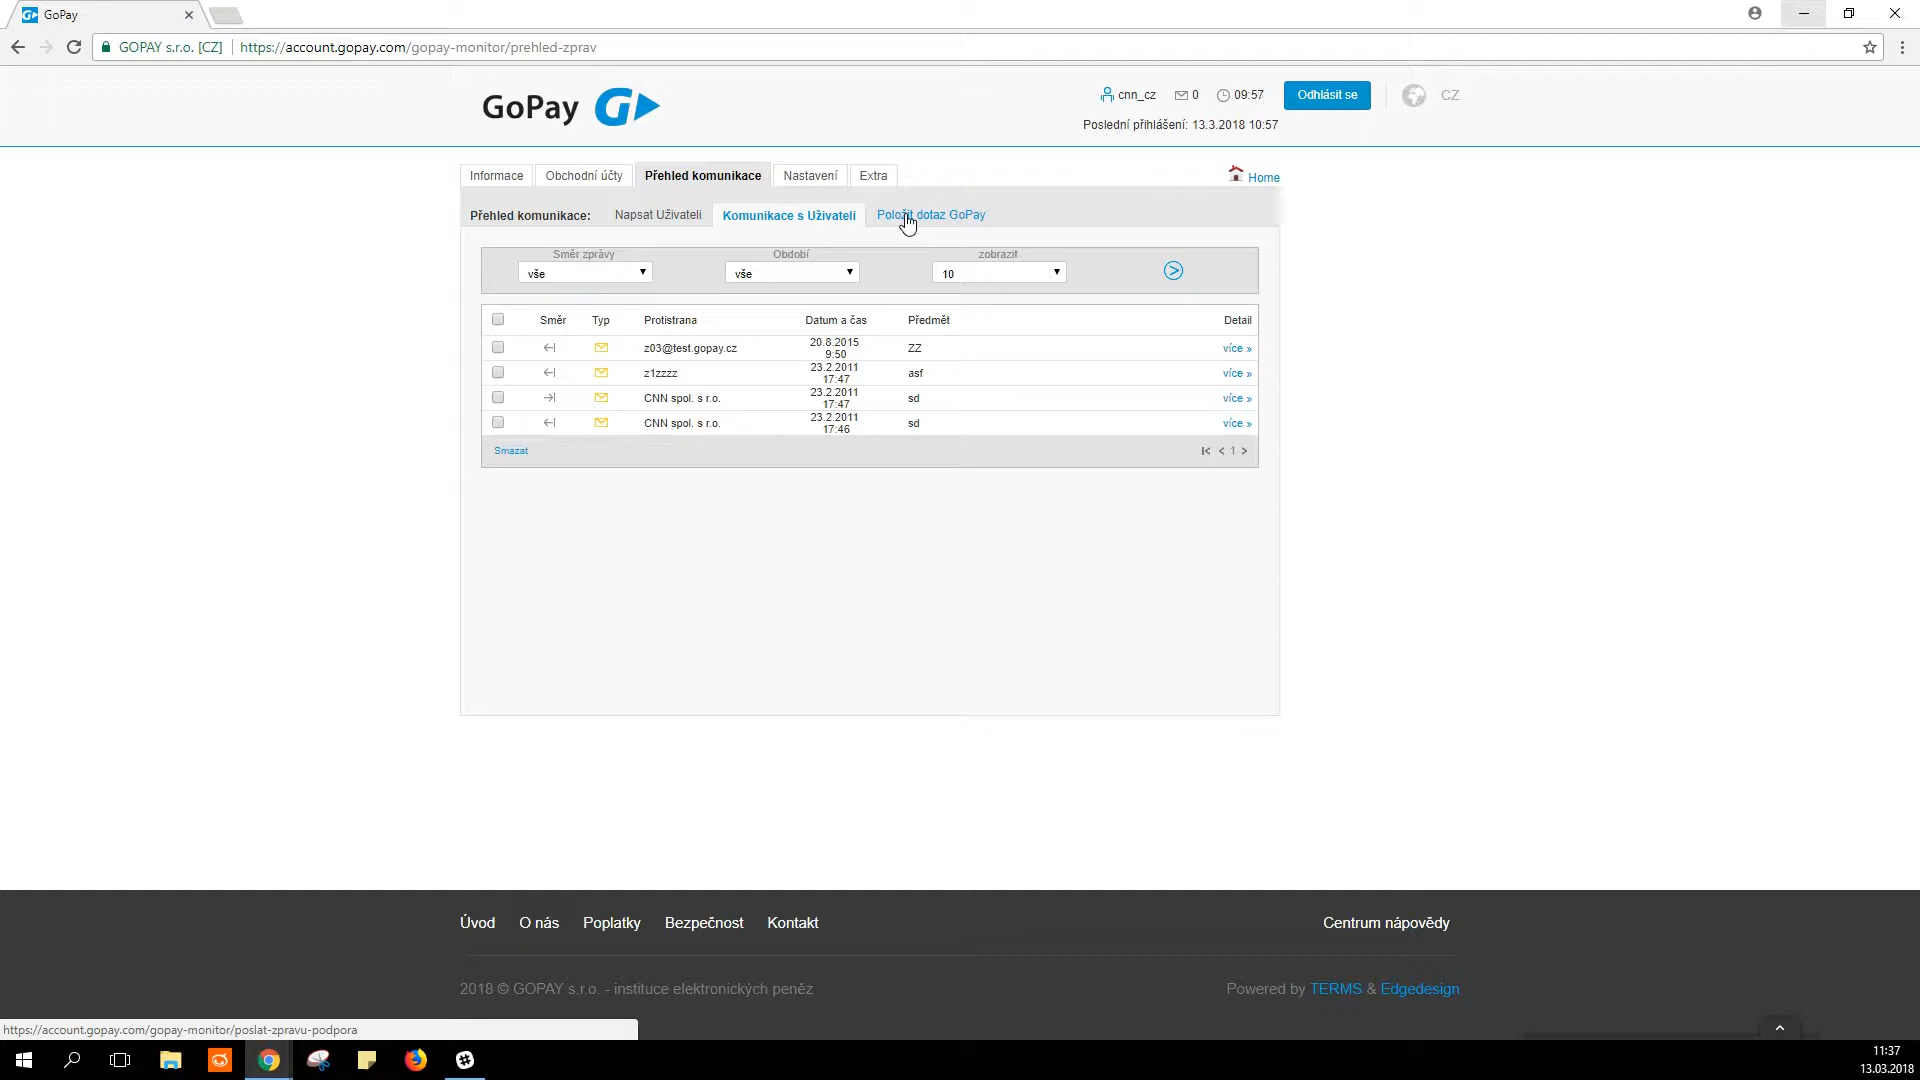 GoPay
GOPAY s.r.o. [CZ] https://account.gopay.com/gopay-monitor/prehled-zprav
GoPay
cnn_cz 0 09:57 Odhlásit se CZ
Poslední přihlášení: 13.3.2018 10:57
Informace Obchodní účty Přehled komunikace Nastavení Extra Home
Přehled komunikace: Napsat Uživateli Komunikace s Uživateli Položit dotaz GoPay
Směr zprávy Období zobrazit
vše vše 10
Směr Typ Protistrana Datum a čas Předmět Detail
z03@test.gopay.cz 20.8.2015 9:50 ZZ více »
z1zzzz 23.2.2011 17:47 asf více »
CNN spol. s r.o. 23.2.2011 17:47 sd více »
CNN spol. s r.o. 23.2.2011 17:46 sd více »
Smazat 1
Úvod O nás Poplatky Bezpečnost Kontakt Centrum nápovědy
2018 © GOPAY s.r.o. - instituce elektronických peněz Powered by TERMS & Edgedesign
https://account.gopay.com/gopay-monitor/poslat-zpravu-podpora
11:37
13.03.2018